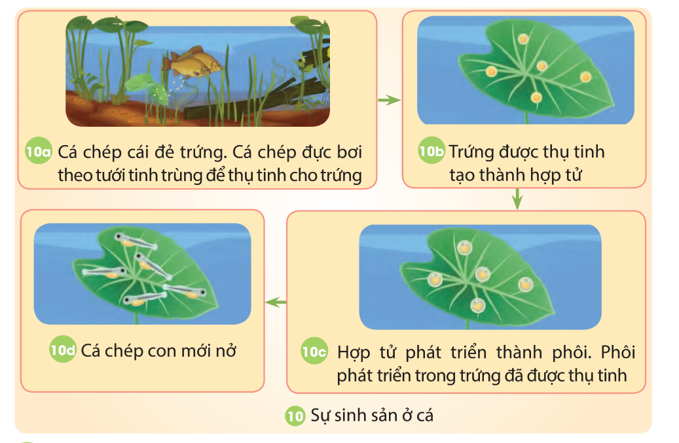 10a Cá chép cái đẻ trứng. Cá chép đực bơi
theo tưới tinh trùng để thụ tinh cho trứng
10b Trứng được thụ tinh
tạo thành hợp tử
10c Hợp tử phát triển thành phôi. Phôi
phát triển trong trứng đã được thụ tinh
10d Cá chép con mới nở
10 Sự sinh sản ở cá